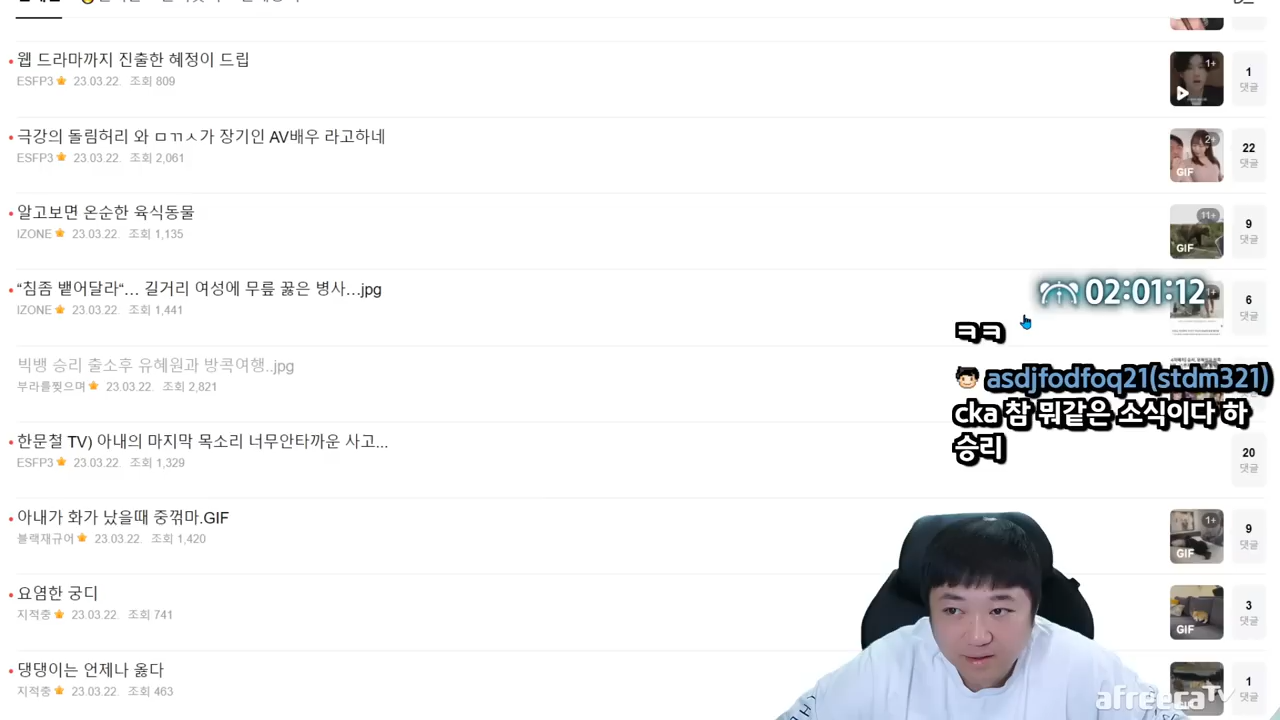 웹 드라마까지 진출한 혜정이 드립
ESFP3 23.03.22. 조회 809
1+
1
댓글
극강의 돌림허리 와 ㅁㄲㅅ가 장기인 AV배우 라고하네
ESFP3 23.03.22. 조회 2,061
2+
GIF
22
댓글
알고보면 온순한 육식동물
IZONE 23.03.22. 조회 1,135
11+
GIF
9
댓글
“침좀 뱉어달라“… 길거리 여성에 무릎 꿇은 병사…jpg
IZONE 23.03.22 조회 1,441
02:01:12
1+
6
댓글
ㅋㅋ
빅뱅 승리 출소후 유혜원과 방콕여행..jpg
부라를쮲으며 23.03.22. 조회 2,821
asdjfodfoq21(stdm321)
cka 참 뭐같은 소식이다 하
승리
한문철 TV) 아내의 마지막 목소리 너무안타까운 사고...
ESFP3 23.03.22. 조회 1,329
20
댓글
아내가 화가 났을때 중꺾마.GIF
블랙재규어 23.03.22. 조회 1,420
1+
GIF
9
댓글
요염한 궁디
지적중 23.03.22 조회 741
GIF
3
댓글
댕댕이는 언제나 옳다
지적중 23.03.22. 조회 463
1
댓글
afreecaTV